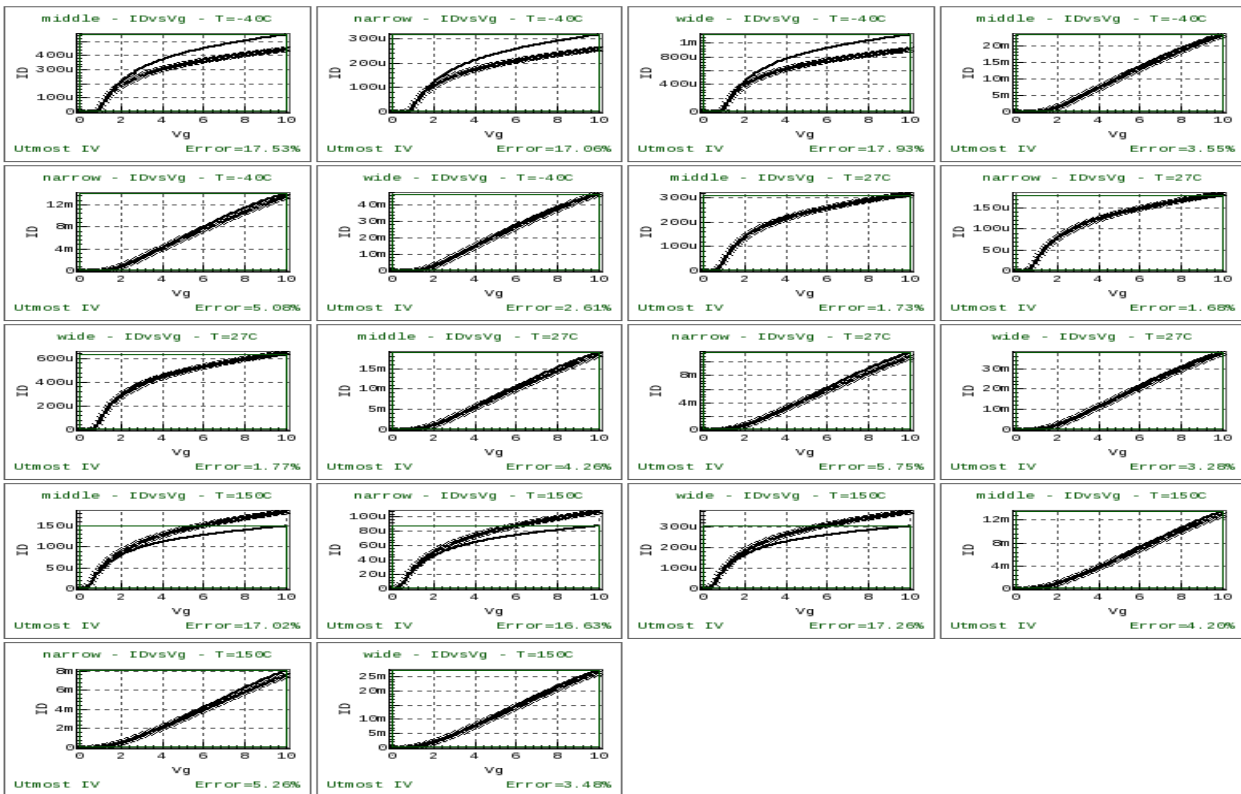 middle - IDvsVg - T=-40C
400u
300u
100u
0
ID
0 2 4 6 8 10
Vg
Utmost IV Error=17.53%
narrow - IDvsVg - T=-40C
300u
200u
100u
0
ID
0 2 4 6 8 10
Vg
Utmost IV Error=17.06%
wide - IDvsVg - T=-40C
1m
800u
400u
0
ID
0 2 4 6 8 10
Vg
Utmost IV Error=17.93%
middle - IDvsVg - T=-40C
20m
15m
10m
5m
0
ID
0 2 4 6 8 10
Vg
Utmost IV Error=3.55%
narrow - IDvsVg - T=-40C
12m
8m
4m
0
ID
0 2 4 6 8 10
Vg
Utmost IV Error=5.08%
wide - IDvsVg - T=-40C
40m
30m
20m
10m
0
ID
0 2 4 6 8 10
Vg
Utmost IV Error=2.61%
middle - IDvsVg - T=27C
300u
200u
100u
0
ID
0 2 4 6 8 10
Vg
Utmost IV Error=1.73%
narrow - IDvsVg - T=27C
150u
100u
50u
0
ID
0 2 4 6 8 10
Vg
Utmost IV Error=1.68%
wide - IDvsVg - T=27C
600u
400u
200u
0
ID
0 2 4 6 8 10
Vg
Utmost IV Error=1.77%
middle - IDvsVg - T=27C
15m
10m
5m
0
ID
0 2 4 6 8 10
Vg
Utmost IV Error=4.26%
narrow - IDvsVg - T=27C
8m
4m
0
ID
0 2 4 6 8 10
Vg
Utmost IV Error=5.75%
wide - IDvsVg - T=27C
30m
20m
10m
0
ID
0 2 4 6 8 10
Vg
Utmost IV Error=3.28%
middle - IDvsVg - T=150C
150u
100u
50u
0
ID
0 2 4 6 8 10
Vg
Utmost IV Error=17.02%
narrow - IDvsVg - T=150C
100u
80u
60u
40u
20u
0
ID
0 2 4 6 8 10
Vg
Utmost IV Error=16.63%
wide - IDvsVg - T=150C
300u
200u
100u
0
ID
0 2 4 6 8 10
Vg
Utmost IV Error=17.26%
middle - IDvsVg - T=150C
12m
8m
4m
0
ID
0 2 4 6 8 10
Vg
Utmost IV Error=4.20%
narrow - IDvsVg - T=150C
8m
6m
4m
2m
0
ID
0 2 4 6 8 10
Vg
Utmost IV Error=5.26%
wide - IDvsVg - T=150C
25m
20m
10m
5m
0
ID
0 2 4 6 8 10
Vg
Utmost IV Error=3.48%